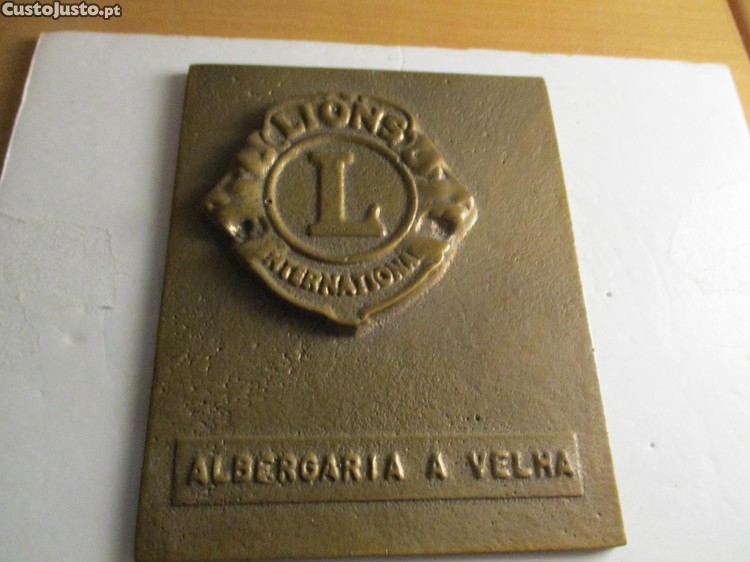 CustoJusto.pt
LIONS
L
INTERNATIONAL
ALBERGARIA A VELHA